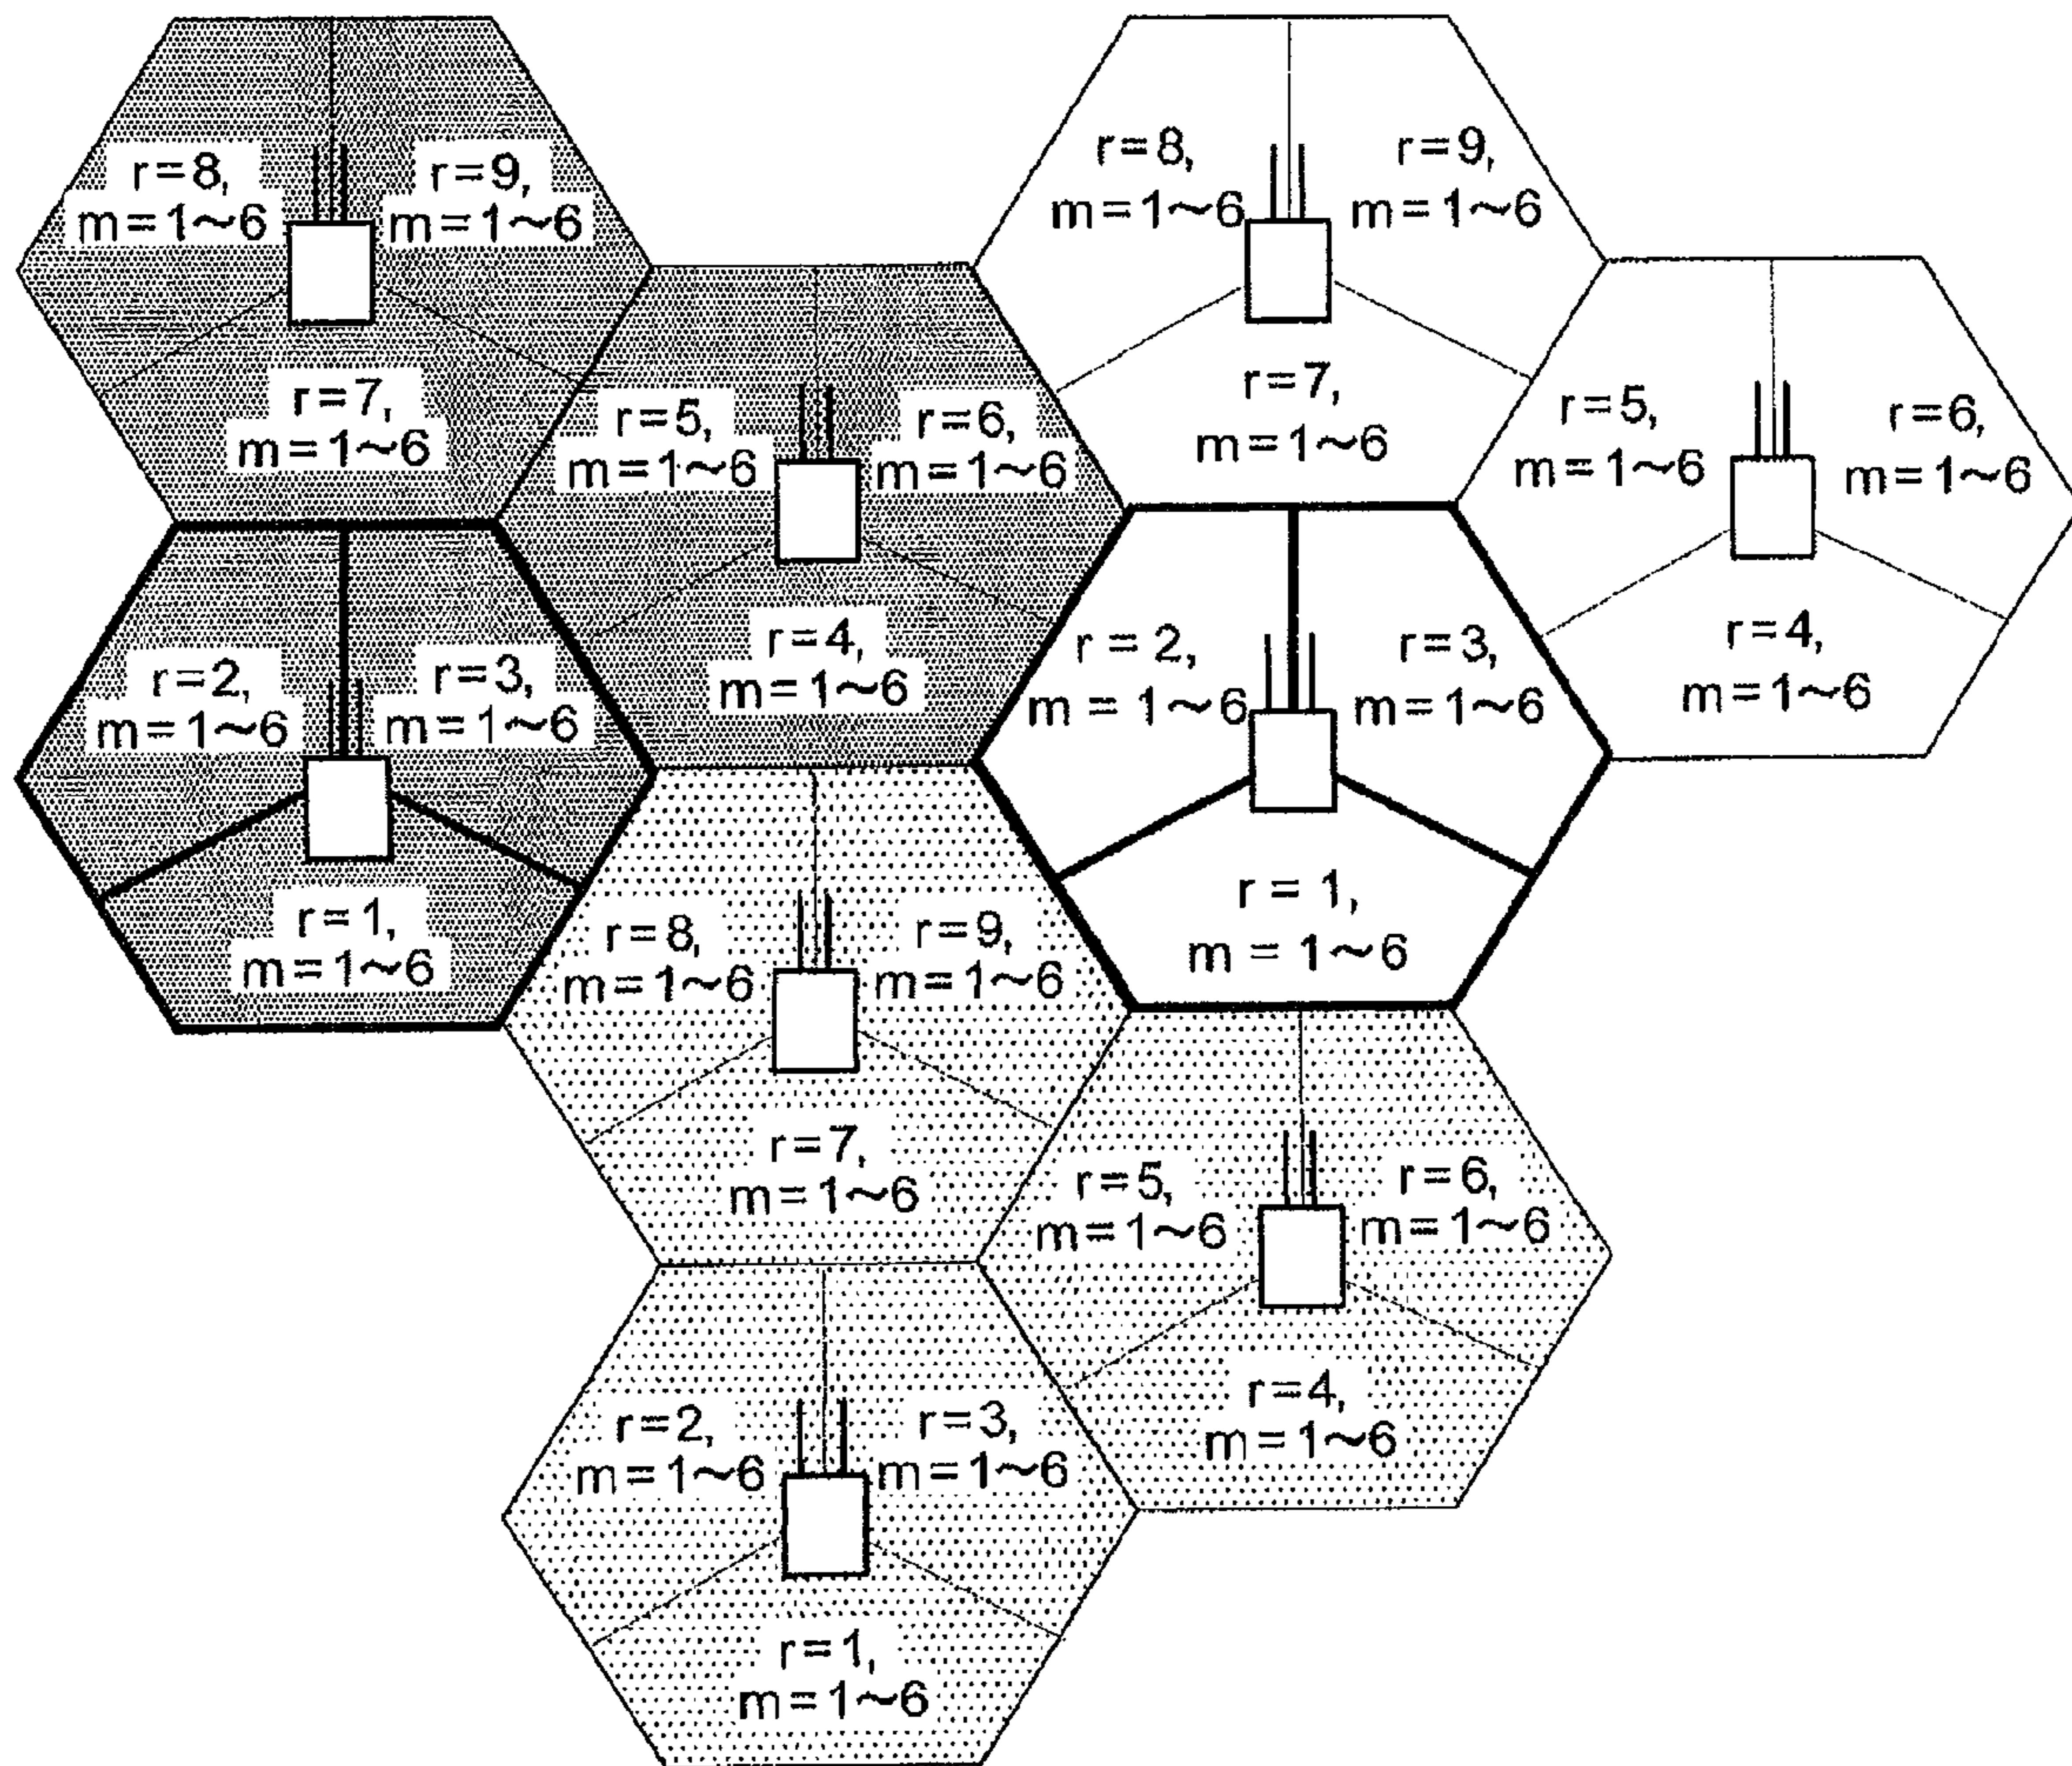 r=8,
m=1~6
r=9,
m=1~6
r=7,
m=1~6
r=8,
m=1~6
r=9,
m=1~6
r=7,
m=1~6
r=5,
m=1~6
r=6,
m=1~6
r=4,
m=1~6
r=5,
m=1~6
r=6,
m=1~6
r=4,
m=1~6
r=2,
m=1~6
r=3,
m=1~6
r=1,
m=1~6
r = 2,
m = 1~6
r=3,
m=1~6
r = 1,
m = 1~6
r=8,
m=1~6
r=9,
m=1~6
r=7,
m=1~6
r=5,
m=1~6
r=6,
m=1~6
r=4,
m=1~6
r=2,
m=1~6
r=3,
m=1~6
r=1,
m=1~6